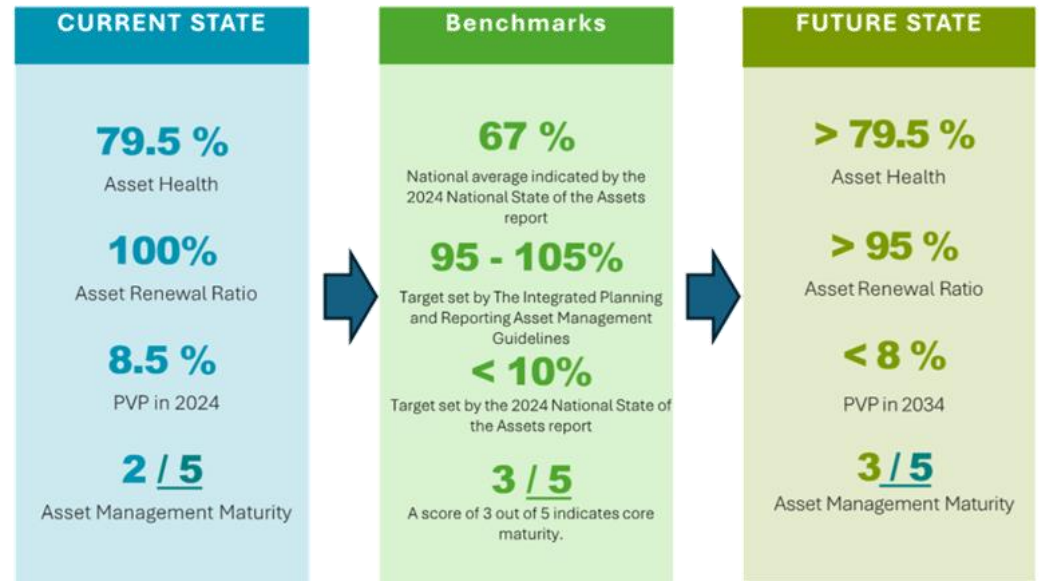 CURRENT STATE
79.5 %
Asset Health
100%
Asset Renewal Ratio
8.5 %
PVP in 2024
2 / 5
Asset Management Maturity
Benchmarks
67 %
National average indicated by the
2024 National State of the Assets
report
95 - 105%
Target set by The Integrated Planning
and Reporting Asset Management
Guidelines
< 10%
Target set by the 2024 National State of
the Assets report
3 / 5
A score of 3 out of 5 indicates core
maturity.
FUTURE STATE
> 79.5 %
Asset Health
> 95 %
Asset Renewal Ratio
< 8 %
PVP in 2034
3 / 5
Asset Management Maturity